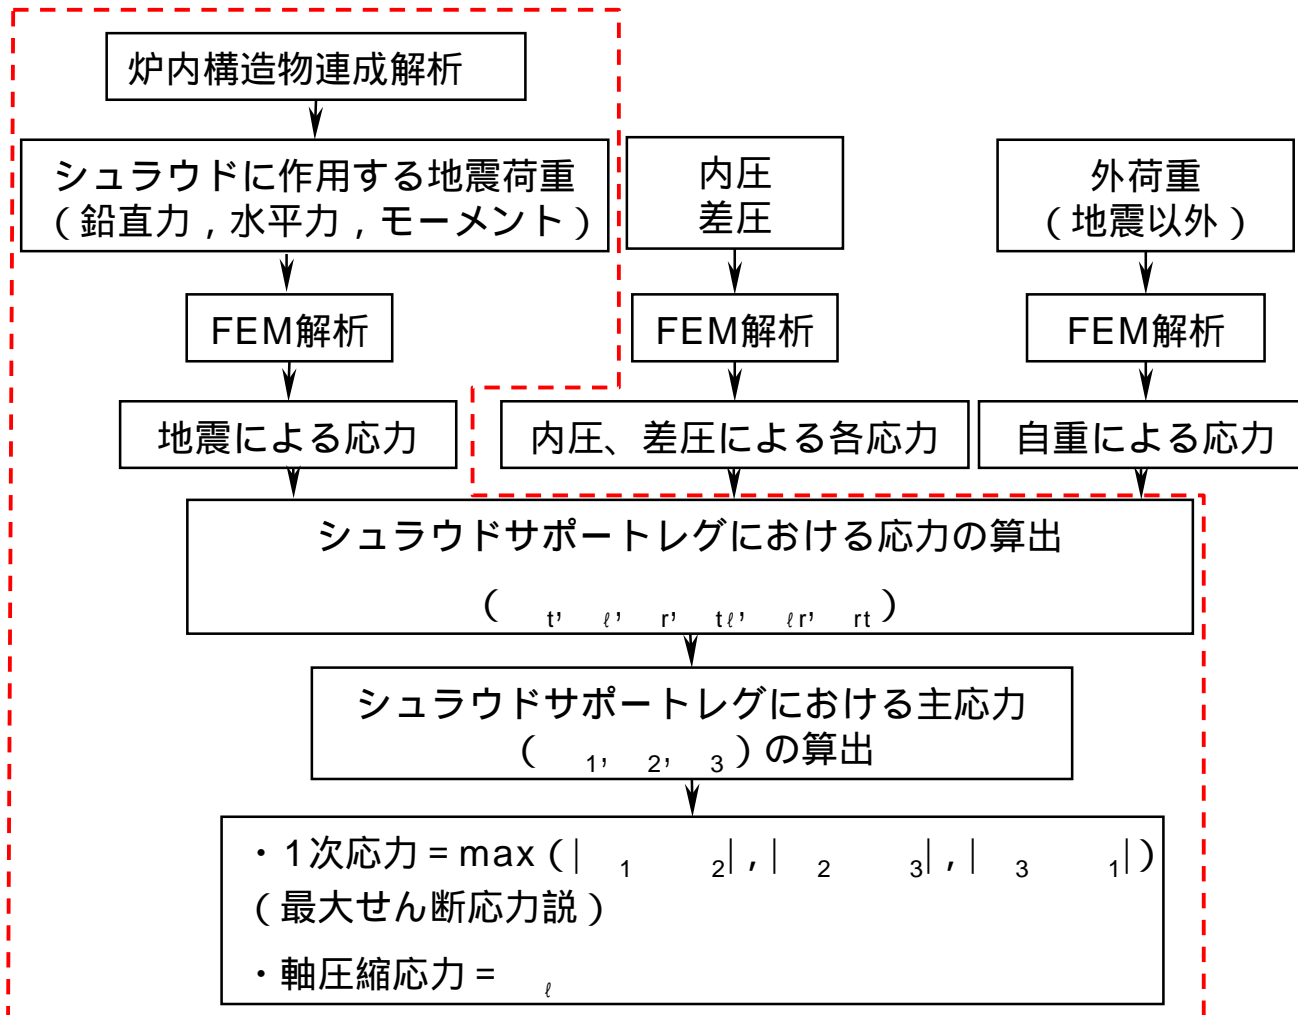 炉内構造物連成解析
シュラウドに作用する地震荷重
（鉛直力，水平力，モーメント）
内圧
差圧
外荷重
（地震以外）
FEM解析
FEM解析
FEM解析
地震による応力
内圧、差圧による各応力
自重による応力
シュラウドサポートレグにおける応力の算出
（ t, ℓ, r, tℓ, ℓr, rt ）
シュラウドサポートレグにおける主応力
（ 1, 2, 3 ）の算出
・1次応力＝max（| 1 2|，| 2 3|，| 3 1|）
（最大せん断応力説）
・軸圧縮応力＝ ℓ